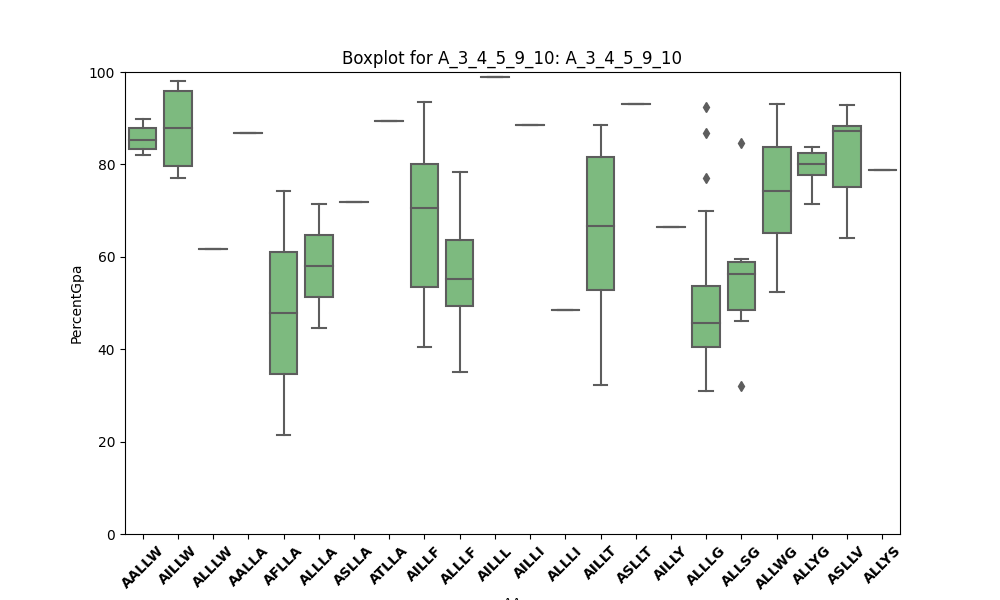 Boxplot for A_3_4_5_9_10: A_3_4_5_9_10
PercentGpa
100
80
60
40
20
0
AALLW AILLW ALLLW AALLA AFLLA ALLLA ASLLA ATLLA AILLF ALLLF AILLL AILLI ALLLI AILLT ASLLT AILLY ALLLG ALLSG ALLWG ALLYG ASLLV ALLYS